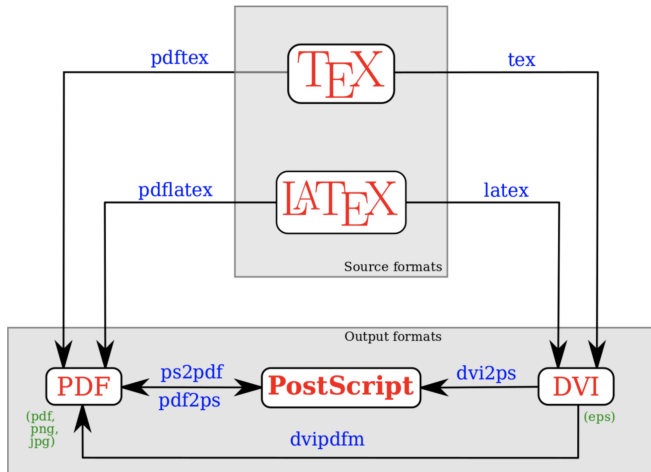 pdftex
TEX
tex
pdflatex
LATEX
latex
Source formats
Output formats
PDF
ps2pdf
pdf2ps
PostScript
dvi2ps
DVI
(pdf,
png,
jpg)
(eps)
dvipdfm